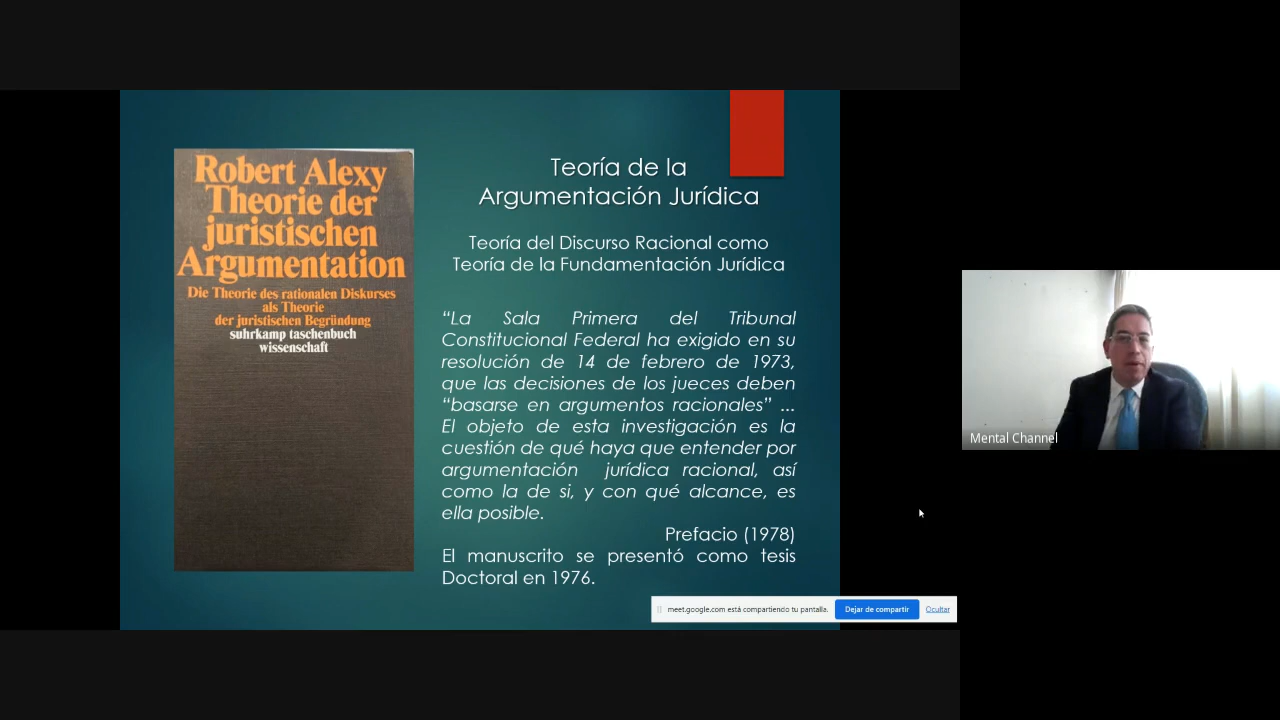 Robert Alexy
Theorie der
juristischen
Argumentation
Die Theorie des rationalen Diskurses
als Theorie
der juristischen Begründung
suhrkamp taschenbuch
wissenschaft
Teoría de la
Argumentación Jurídica
Teoría del Discurso Racional como
Teoría de la Fundamentación Jurídica
“La Sala Primera del Tribunal
Constitucional Federal ha exigido en su
resolución de 14 de febrero de 1973,
que las decisiones de los jueces deben
“basarse en argumentos racionales” ...
El objeto de esta investigación es la
cuestión de qué haya que entender por
argumentación jurídica racional, así
como la de si, y con qué alcance, es
ella posible.
Prefacio (1978)
El manuscrito se presentó como tesis
Doctoral en 1976.
meet.google.com está compartiendo tu pantalla. Dejar de compartir Ocultar
Mental Channel